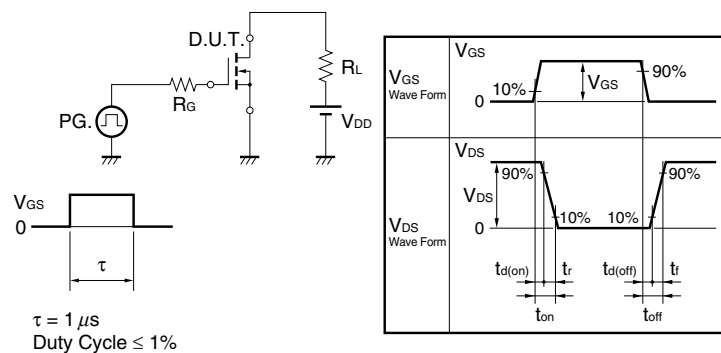 D.U.T.
RL
RG
PG.
VDD
VGS
0
τ
τ = 1 μs
Duty Cycle ≤ 1%
VGS
Wave Form
VGS
10%
0
VGS
90%
VDS
Wave Form
VDS
90%
VDS
10%
0
10%
90%
td(on)
tr
td(off)
tf
ton
toff